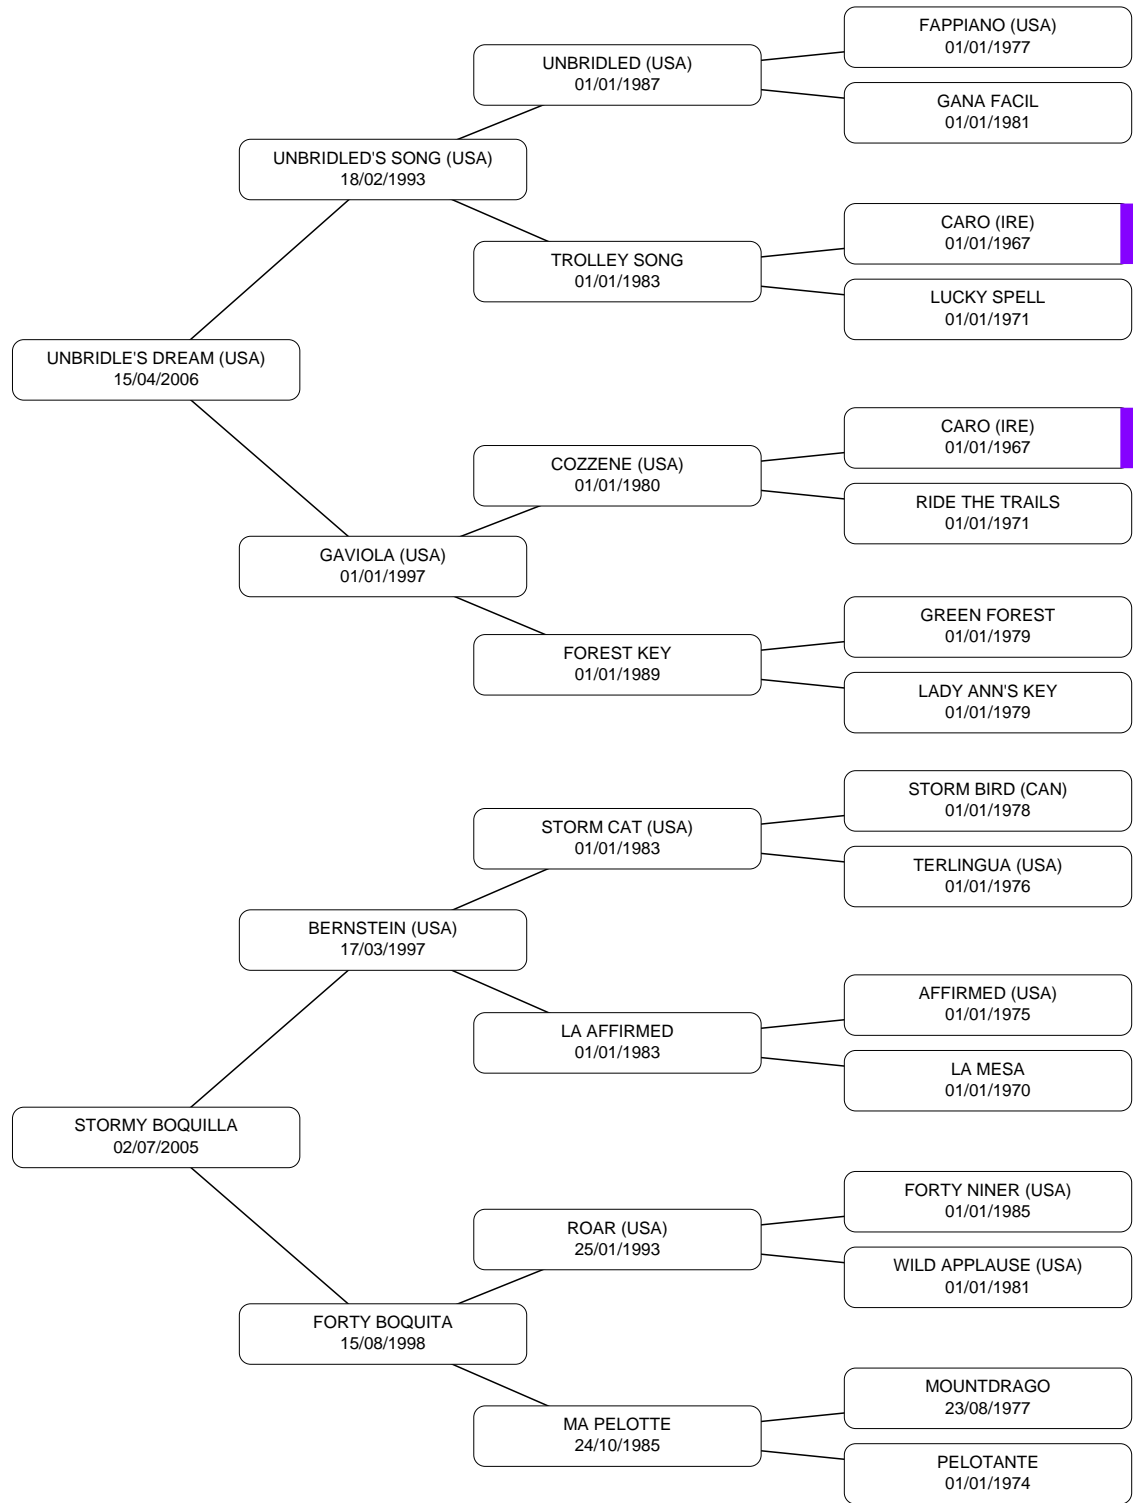 FAPPIANO (USA)
01/01/1977
UNBRIDLED (USA)
01/01/1987
GANA FACIL
01/01/1981
UNBRIDLED'S SONG (USA)
18/02/1993
CARO (IRE)
01/01/1967
TROLLEY SONG
01/01/1983
LUCKY SPELL
01/01/1971
UNBRIDLE'S DREAM (USA)
15/04/2006
CARO (IRE)
01/01/1967
COZZENE (USA)
01/01/1980
RIDE THE TRAILS
01/01/1971
GAVIOLA (USA)
01/01/1997
GREEN FOREST
01/01/1979
FOREST KEY
01/01/1989
LADY ANN'S KEY
01/01/1979
STORM BIRD (CAN)
01/01/1978
STORM CAT (USA)
01/01/1983
TERLINGUA (USA)
01/01/1976
BERNSTEIN (USA)
17/03/1997
AFFIRMED (USA)
01/01/1975
LA AFFIRMED
01/01/1983
LA MESA
01/01/1970
STORMY BOQUILLA
02/07/2005
FORTY NINER (USA)
01/01/1985
ROAR (USA)
25/01/1993
WILD APPLAUSE (USA)
01/01/1981
FORTY BOQUITA
15/08/1998
MOUNTDRAGO
23/08/1977
MA PELOTTE
24/10/1985
PELOTANTE
01/01/1974